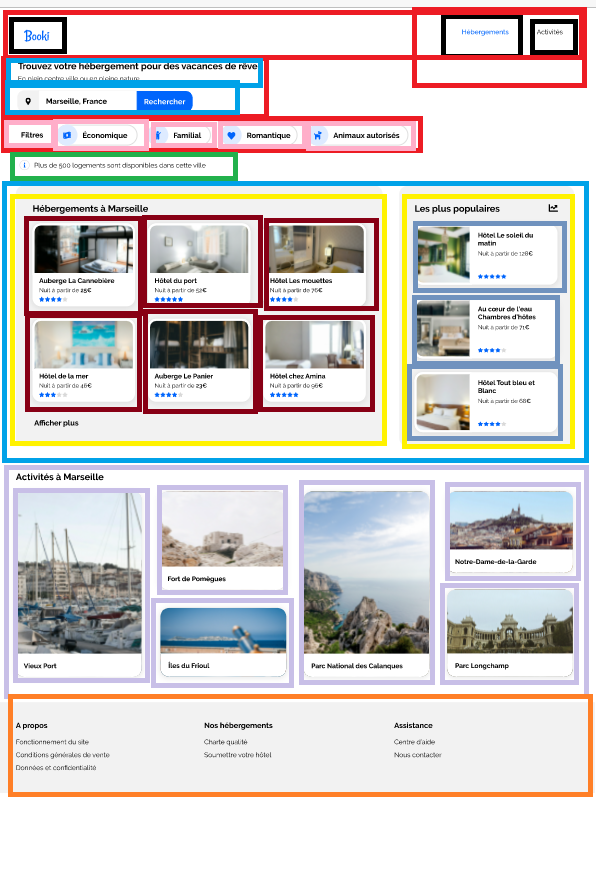 Booki
Hébergements
Activités
Trouvez votre hébergement pour des vacances de rêve
En plein centre ville ou en pleine nature
Marseille, France
Rechercher
Filtres
Économique
Familial
Romantique
Animaux autorisés
Plus de 500 logements sont disponibles dans cette ville
Hébergements à Marseille
Auberge La Cannebière
Nuit à partir de 25€
Hôtel du port
Nuit à partir de 52€
Hôtel Les mouettes
Nuit à partir de 76€
Hôtel de la mer
Nuit à partir de 46€
Auberge Le Panier
Nuit à partir de 23€
Hôtel chez Amina
Nuit à partir de 96€
Afficher plus
Les plus populaires
Hôtel Le soleil du
matin
Nuit à partir de 128€
Au cœur de l'eau
Chambres d'hôtes
Nuit à partir de 71€
Hôtel Tout bleu et
Blanc
Nuit à partir de 68€
Activités à Marseille
Vieux Port
Fort de Pomègues
Îles du Frioul
Parc National des Calanques
Notre-Dame-de-la-Garde
Parc Longchamp
A propos
Fonctionnement du site
Conditions générales de vente
Données et confidentialité
Nos hébergements
Charte qualité
Soumettre votre hôtel
Assistance
Centre d'aide
Nous contacter